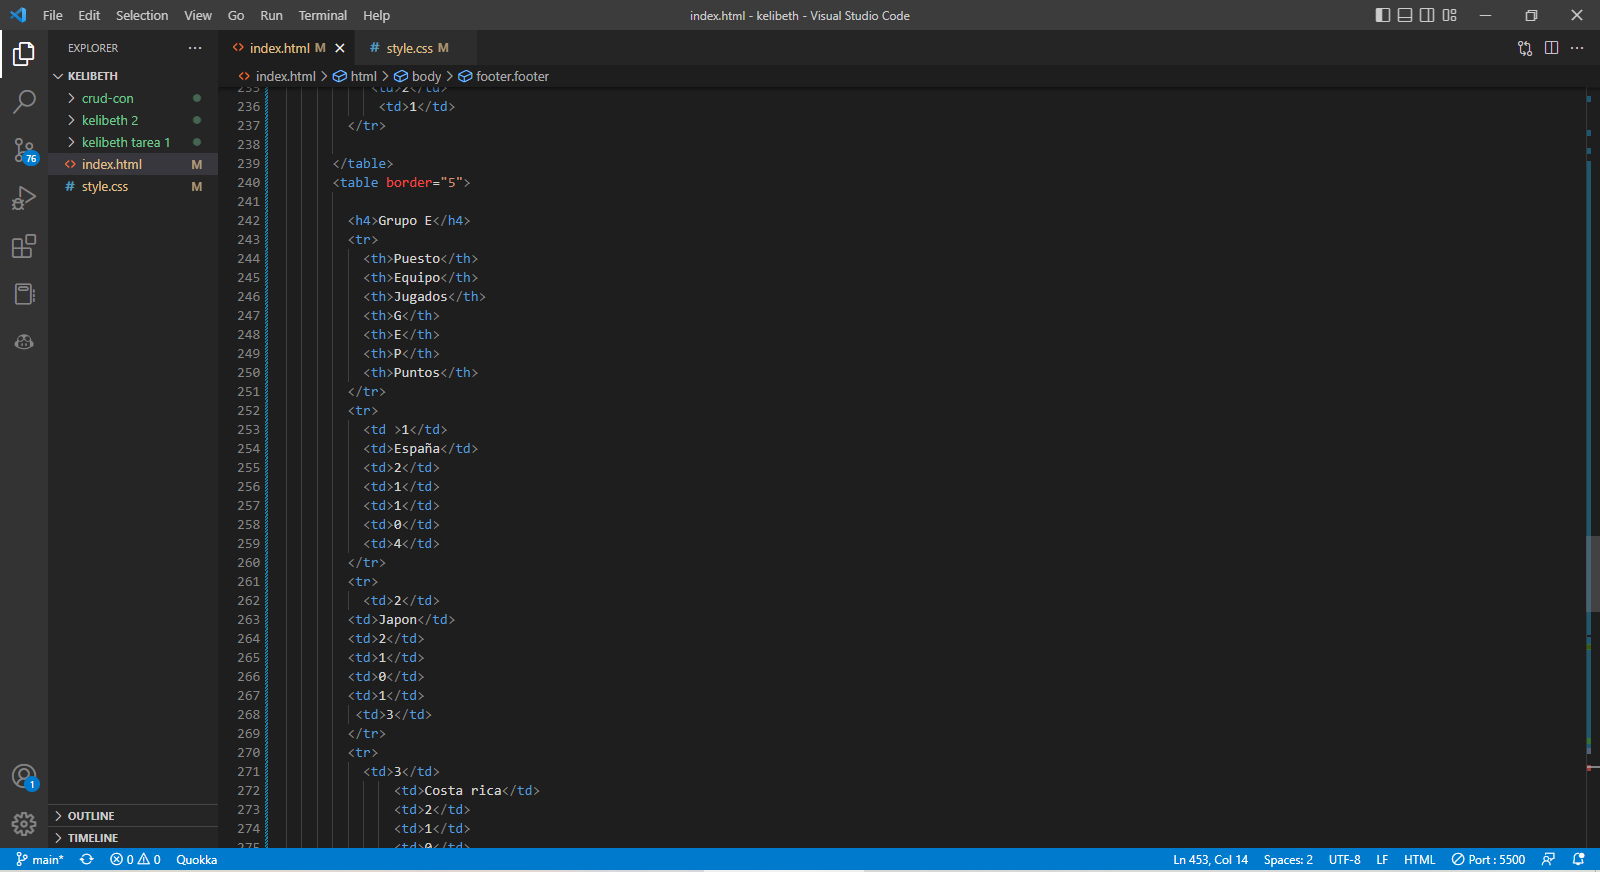 File Edit Selection View Go Run Terminal Help
index.html - kelibeth - Visual Studio Code
EXPLORER
KELIBETH
crud-con
kelibeth 2
kelibeth tarea 1
index.html M
style.css M
OUTLINE
TIMELINE
76
1
index.html M
style.css M
index.html > html > body > footer.footer
235 <td>2</td>
236 <td>1</td>
237 </tr>
238
239 </table>
240 <table border="5">
241
242 <h4>Grupo E</h4>
243 <tr>
244 <th>Puesto</th>
245 <th>Equipo</th>
246 <th>Jugados</th>
247 <th>G</th>
248 <th>E</th>
249 <th>P</th>
250 <th>Puntos</th>
251 </tr>
252 <tr>
253 <td >1</td>
254 <td>España</td>
255 <td>2</td>
256 <td>1</td>
257 <td>1</td>
258 <td>0</td>
259 <td>4</td>
260 </tr>
261 <tr>
262 <td>2</td>
263 <td>Japon</td>
264 <td>2</td>
265 <td>1</td>
266 <td>0</td>
267 <td>1</td>
268 <td>3</td>
269 </tr>
270 <tr>
271 <td>3</td>
272 <td>Costa rica</td>
273 <td>2</td>
274 <td>1</td>
275 <td>0</td>
main* 0 0 Quokka
Ln 453, Col 14 Spaces: 2 UTF-8 LF HTML Port : 5500